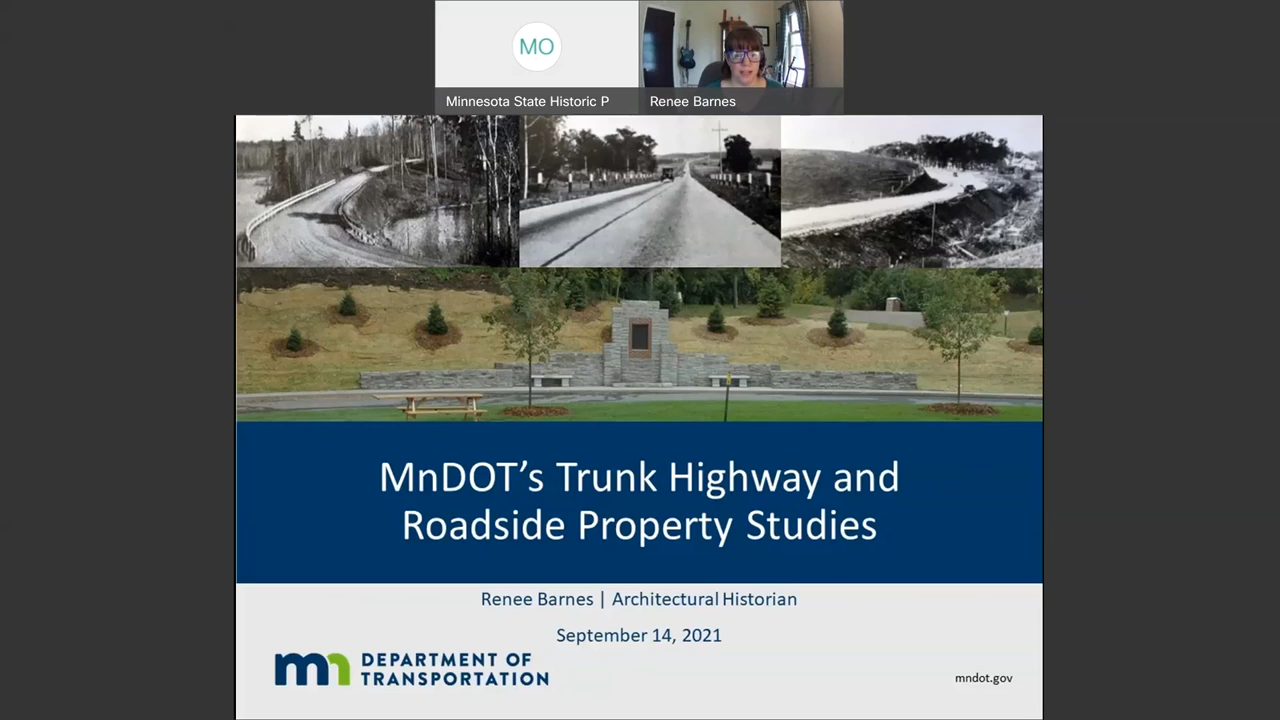 MO
Minnesota State Historic P
Renee Barnes
MnDOT’s Trunk Highway and
Roadside Property Studies
Renee Barnes | Architectural Historian
September 14, 2021
mn DEPARTMENT OF
TRANSPORTATION
mndot.gov